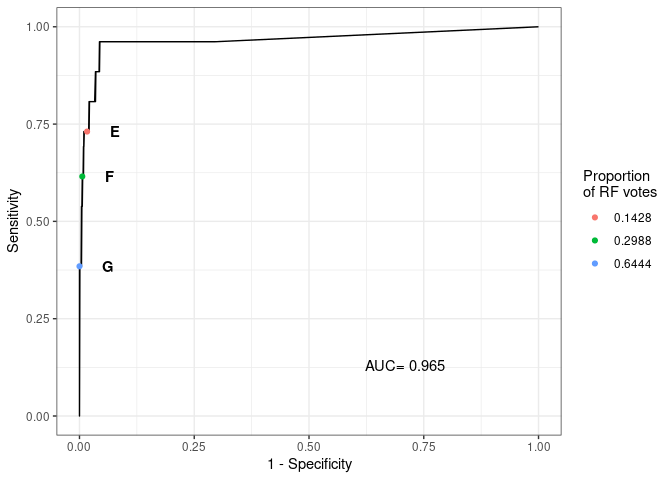 1.00
0.75
0.50
0.25
0.00
Sensitivity
E
F
G
AUC= 0.965
0.00 0.25 0.50 0.75 1.00
1 - Specificity
Proportion
of RF votes
0.1428
0.2988
0.6444